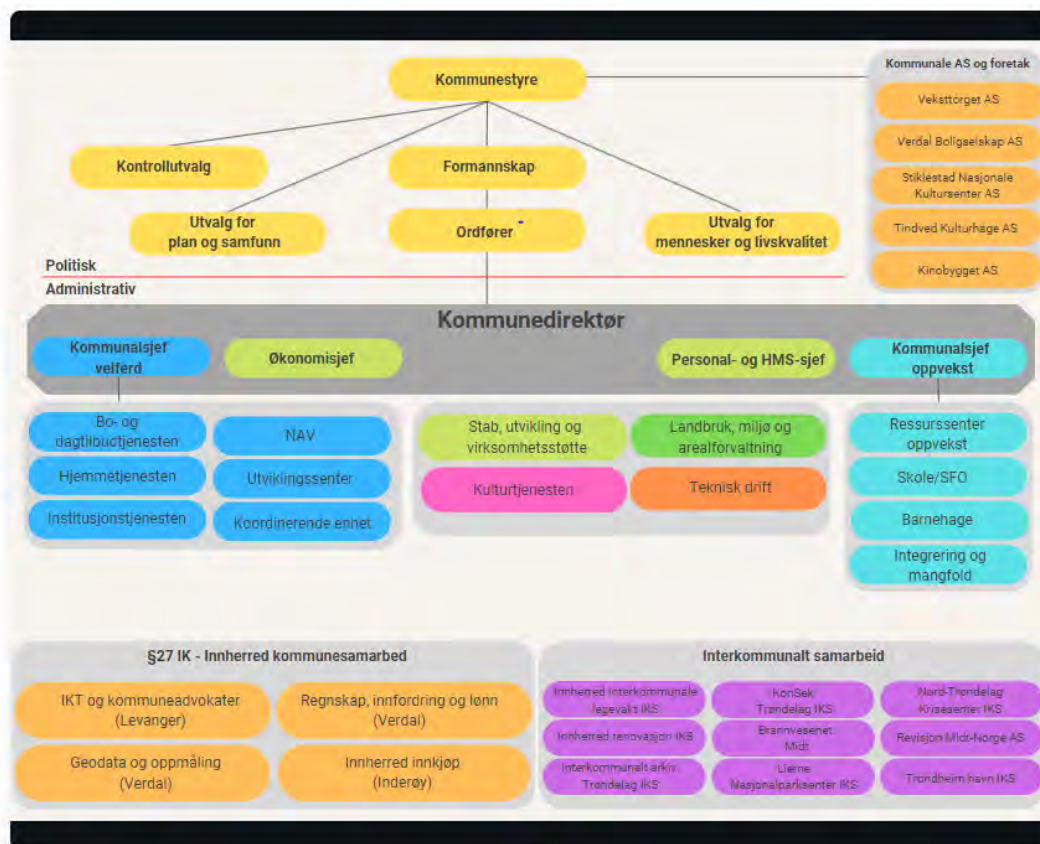 Kommunestyre
Kontrollutvalg
Formannskap
Utvalg for
plan og samfunn
Ordfører -
Utvalg for
mennesker og livskvalitet
Kommunale AS og foretak
Veksttorget AS
Verdal Boligselskap AS
Stiklestad Nasjonale
Kultursenter AS
Tindved Kulturhage AS
Kinobygget AS
Politisk
Administrativ
Kommunedirektør
Kommunalsjef
velferd
Økonomisjef
Personal- og HMS-sjef
Kommunalsjef
oppvekst
Bo- og
dagtilbudtjenesten
NAV
Hjemmetjenesten
Utviklingssenter
Institusjonstjenesten
Koordinerende enhet
Stab, utvikling og
virksomhetsstøtte
Landbruk, miljø og
arealforvaltning
Kulturtjenesten
Teknisk drift
Ressurssenter
oppvekst
Skole/SFO
Barnehage
Integrering og
mangfold
§27 IK - Innherred kommunesamarbed
IKT og kommuneadvokater
(Levanger)
Regnskap, innfordring og lønn
(Verdal)
Geodata og oppmåling
(Verdal)
Innherred innkjøp
(Inderøy)
Interkommunalt samarbeid
Innherred interkommunale
legevakt IKS
KonSek
Trøndelag IKS
Nord-Trøndelag
Krisesenter IKS
Innherred renovasjon IKS
Brannvesenet
Midt
Revisjon Midt-Norge AS
Interkommunalt arkiv
Trøndelag IKS
Lierne
Nasjonalparksenter IKS
Trondheim havn IKS